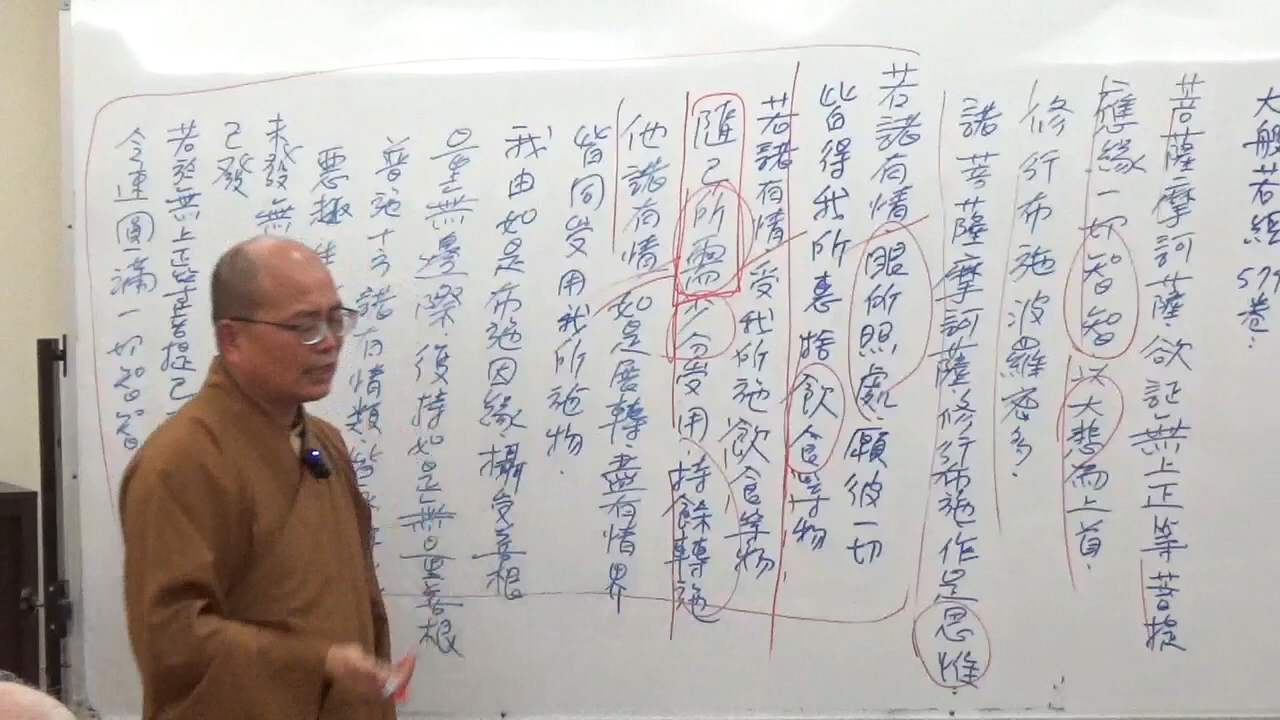 大般若經 579卷.
菩薩摩訶薩欲証無上正等菩提
應緣一切智智.以大悲而上首.
修行布施波羅蜜多.
諸菩薩摩訶薩修行布施作是思惟.
若諸有情眼所照處.願彼一切
皆得我所惠捨飲食等物
若諸有情受我所施飲食等物
隨己所需少分受用.持餘轉施
他諸有情如是展轉.盡有情界
皆同受用我所施物.
我由如是布施因緣.攝受善根
量無邊際復持如是無量善根
普施十方諸有情類.皆
惡趣
未發無
已發
若於無上正等菩提已
令速圓滿一切智智